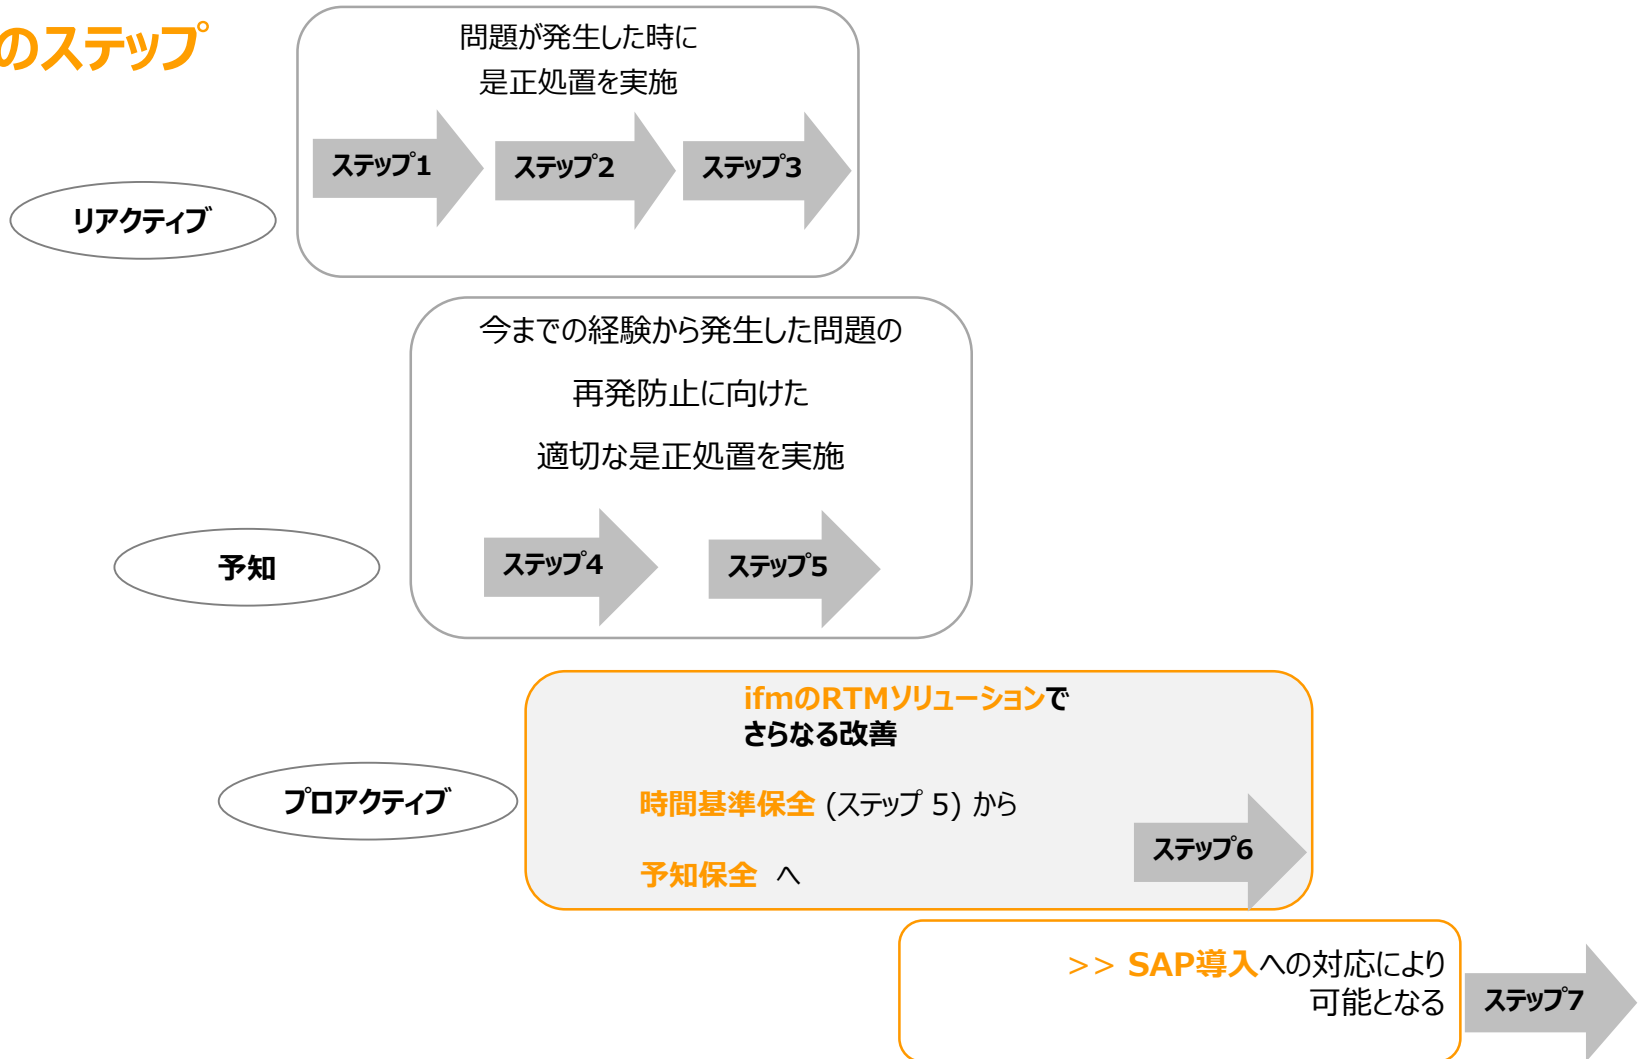 のステップ
問題が発生した時に
是正処置を実施
ステップ1
ステップ2
ステップ3
リアクティブ
今までの経験から発生した問題の
再発防止に向けた
適切な是正処置を実施
ステップ4
ステップ5
予知
ifmのRTMソリューションで
さらなる改善
プロアクティブ
時間基準保全 (ステップ 5) から
ステップ6
予知保全 へ
>> SAP導入への対応により
可能となる
ステップ7